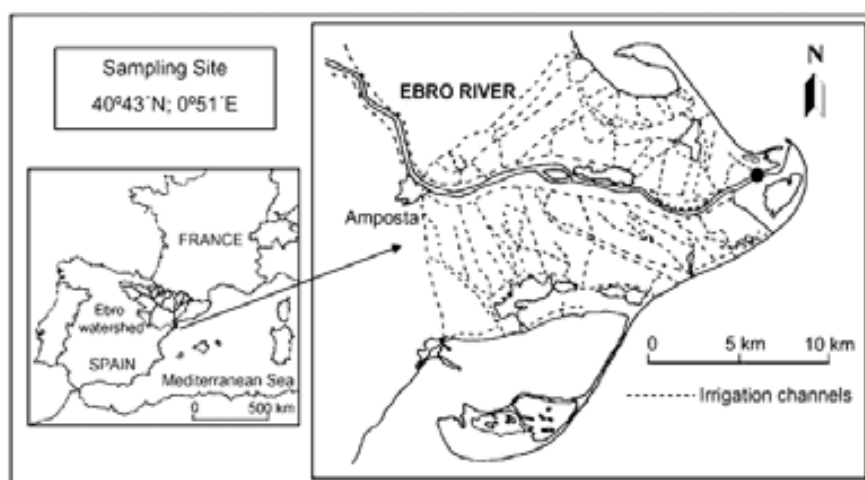 Sampling Site
40º43´N; 0º51´E
FRANCE
Ebro
watershed
SPAIN
Mediterranean Sea
0 500 km
EBRO RIVER
N
Amposta
0 5 km 10 km
Irrigation channels